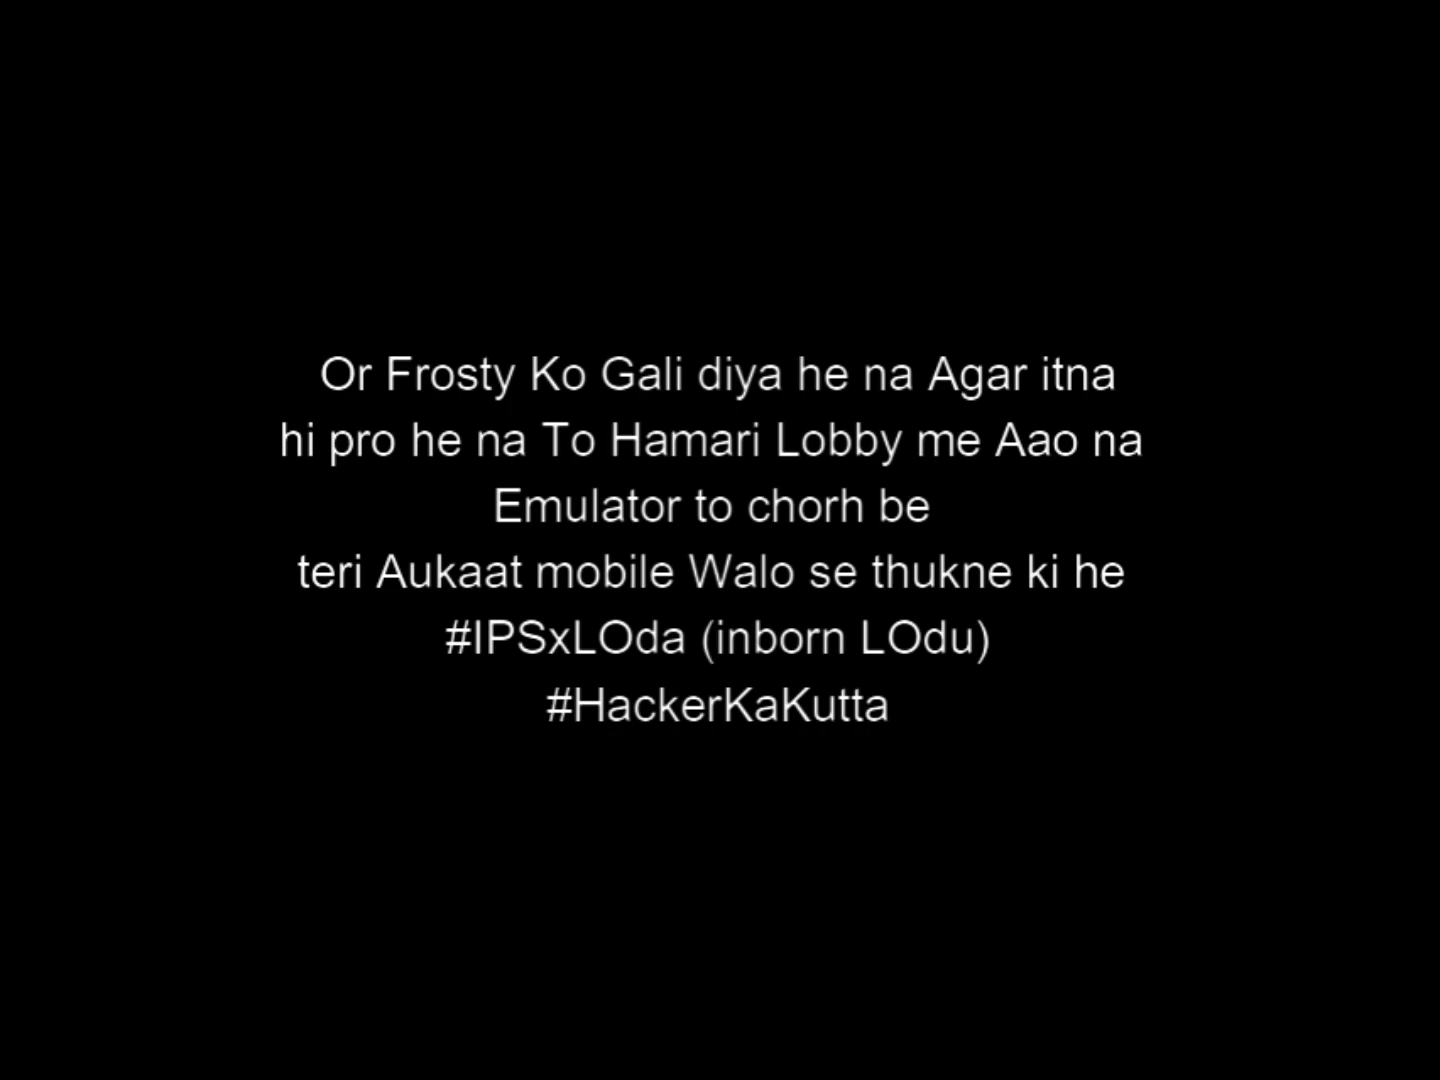 Or Frosty Ko Gali diya he na Agar itna
hi pro he na To Hamari Lobby me Aao na
Emulator to chorh be
teri Aukaat mobile Walo se thukne ki he
#IPSxLOda (inborn LOdu)
#HackerKaKutta